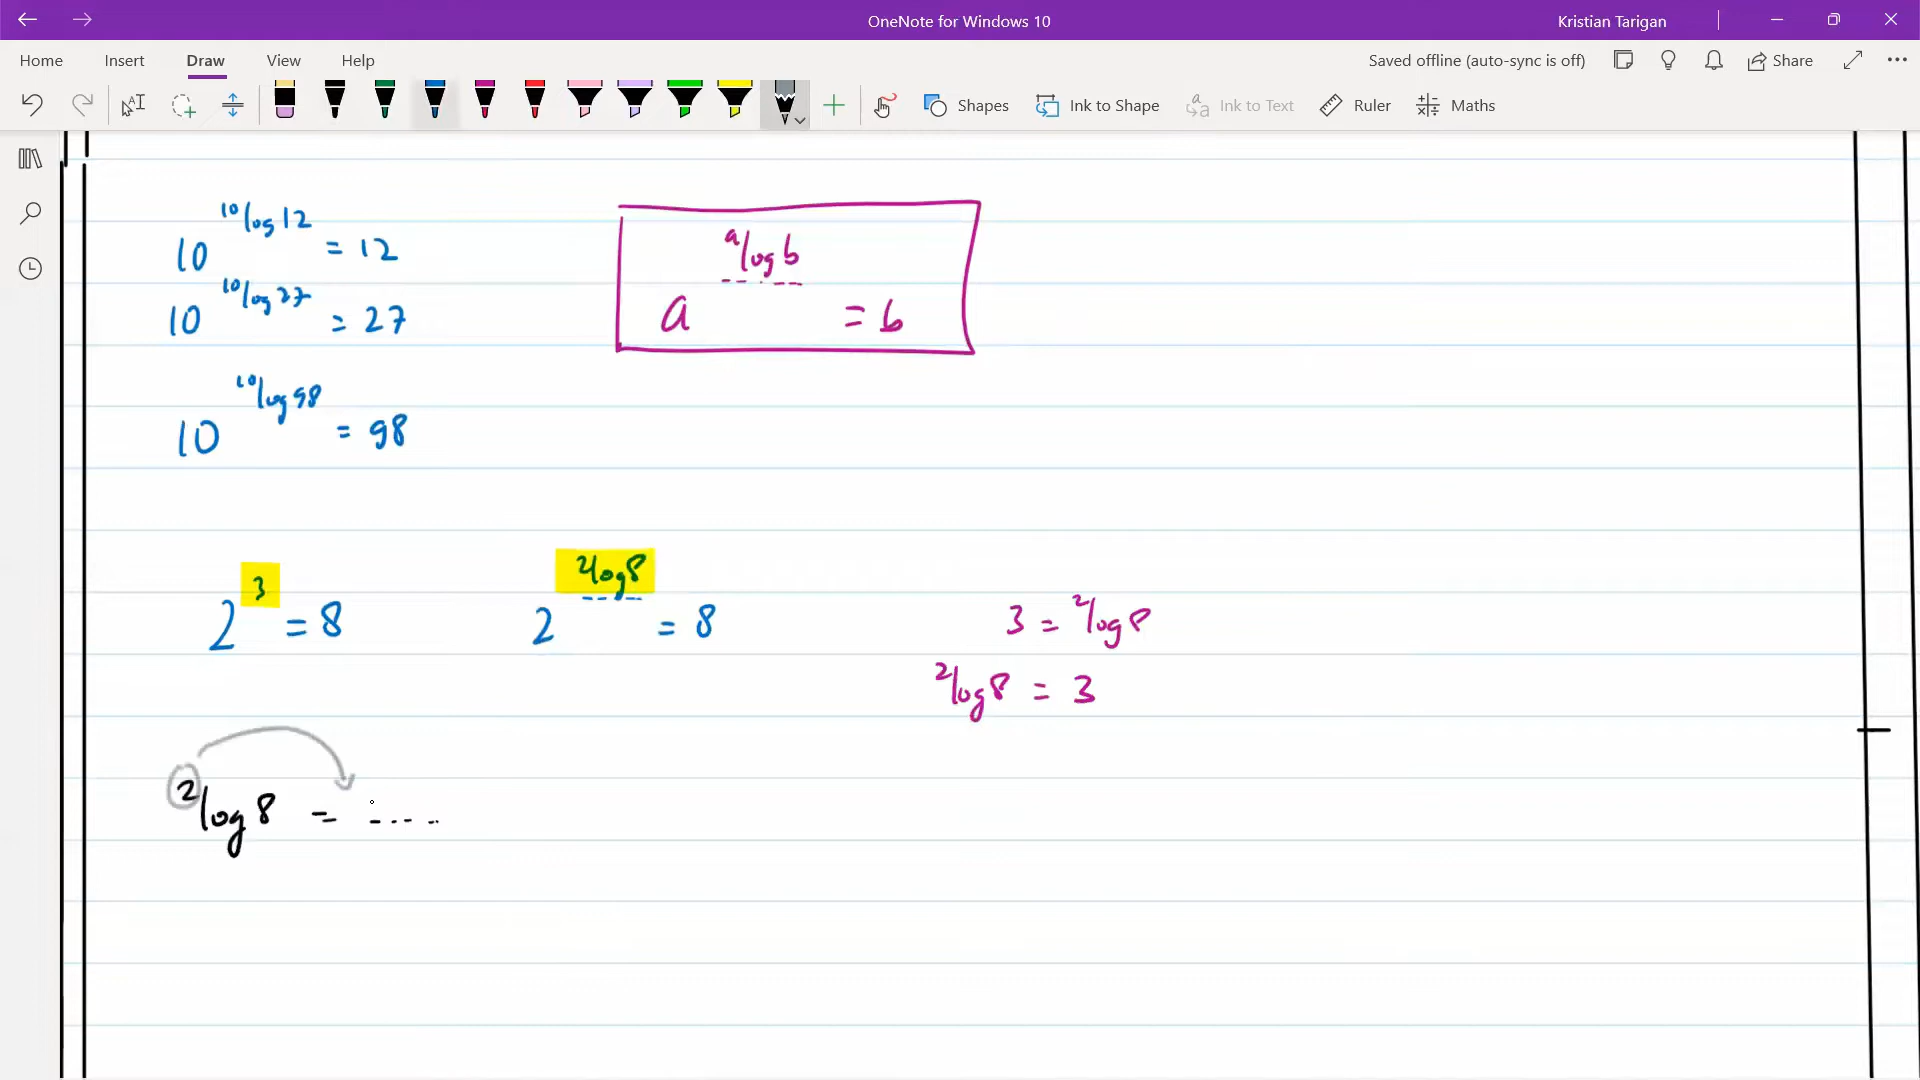 OneNote for Windows 10
Kristian Tarigan
Home Insert Draw View Help
Saved offline (auto-sync is off) Share
Shapes Ink to Shape Ink to Text Ruler Maths
10^(¹⁰log 12) = 12
10^(¹⁰log 27) = 27
10^(¹⁰log 98) = 98
a^(ᵃlog b) = b
2³ = 8
2^(²log 8) = 8
3 = ²log 8
²log 8 = 3
²log 8 = ....